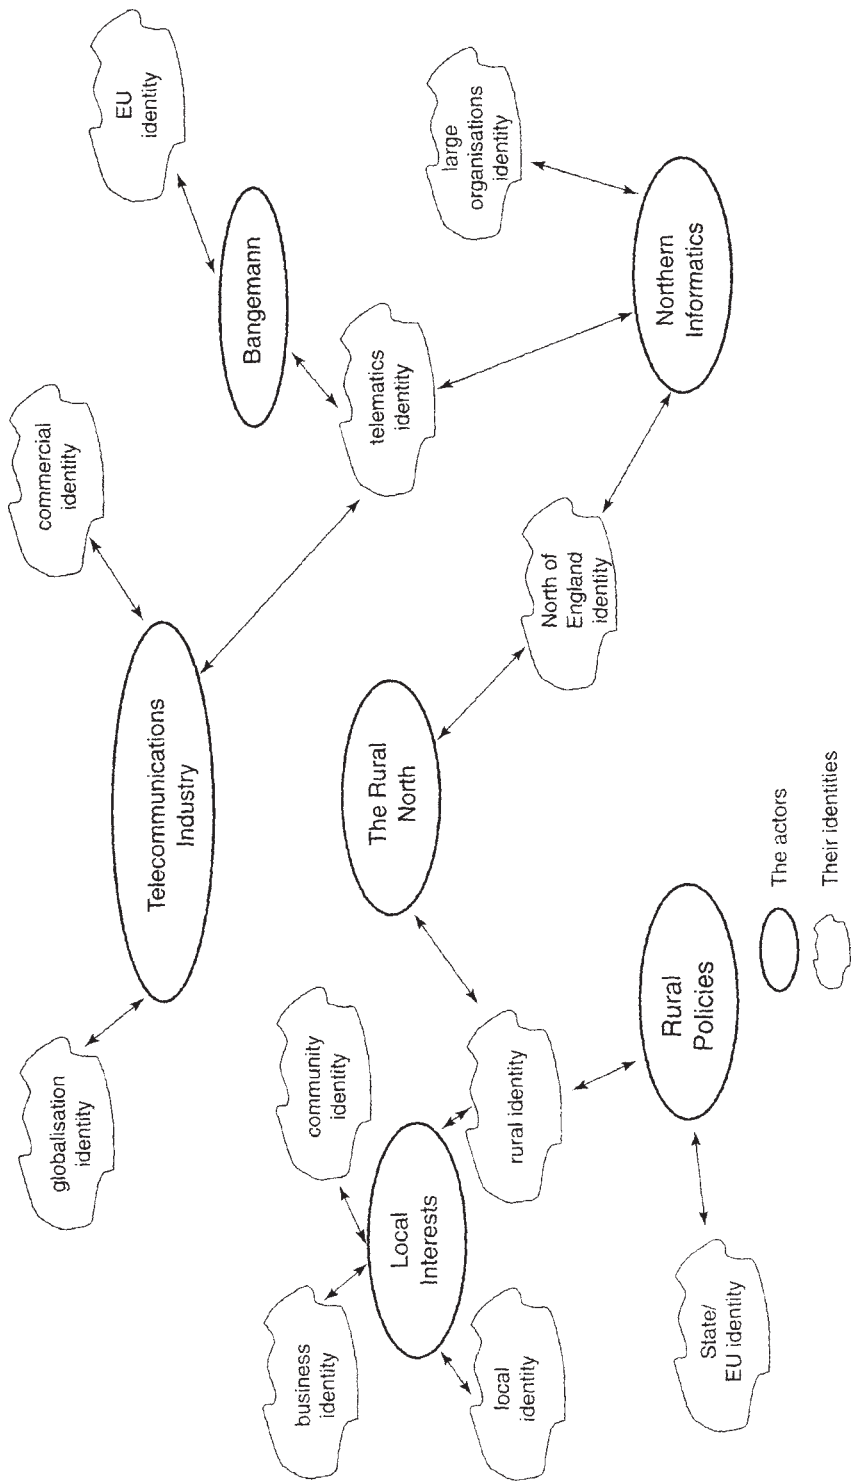 globalisation
identity
Telecommunications
Industry
commercial
identity
EU
identity
Bangemann
business
identity
community
identity
Local
Interests
The Rural
North
telematics
identity
large
organisations
identity
local
identity
rural identity
North of
England
identity
Northern
Informatics
State/
EU identity
Rural
Policies
The actors
Their identities